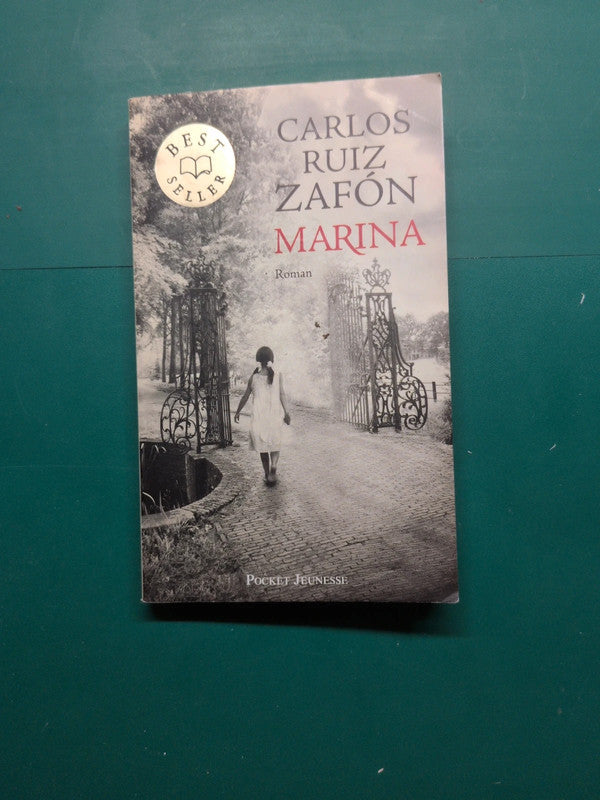 BEST
SELLER
CARLOS
RUIZ
ZAFÓN
MARINA
Roman
POCKET JEUNESSE